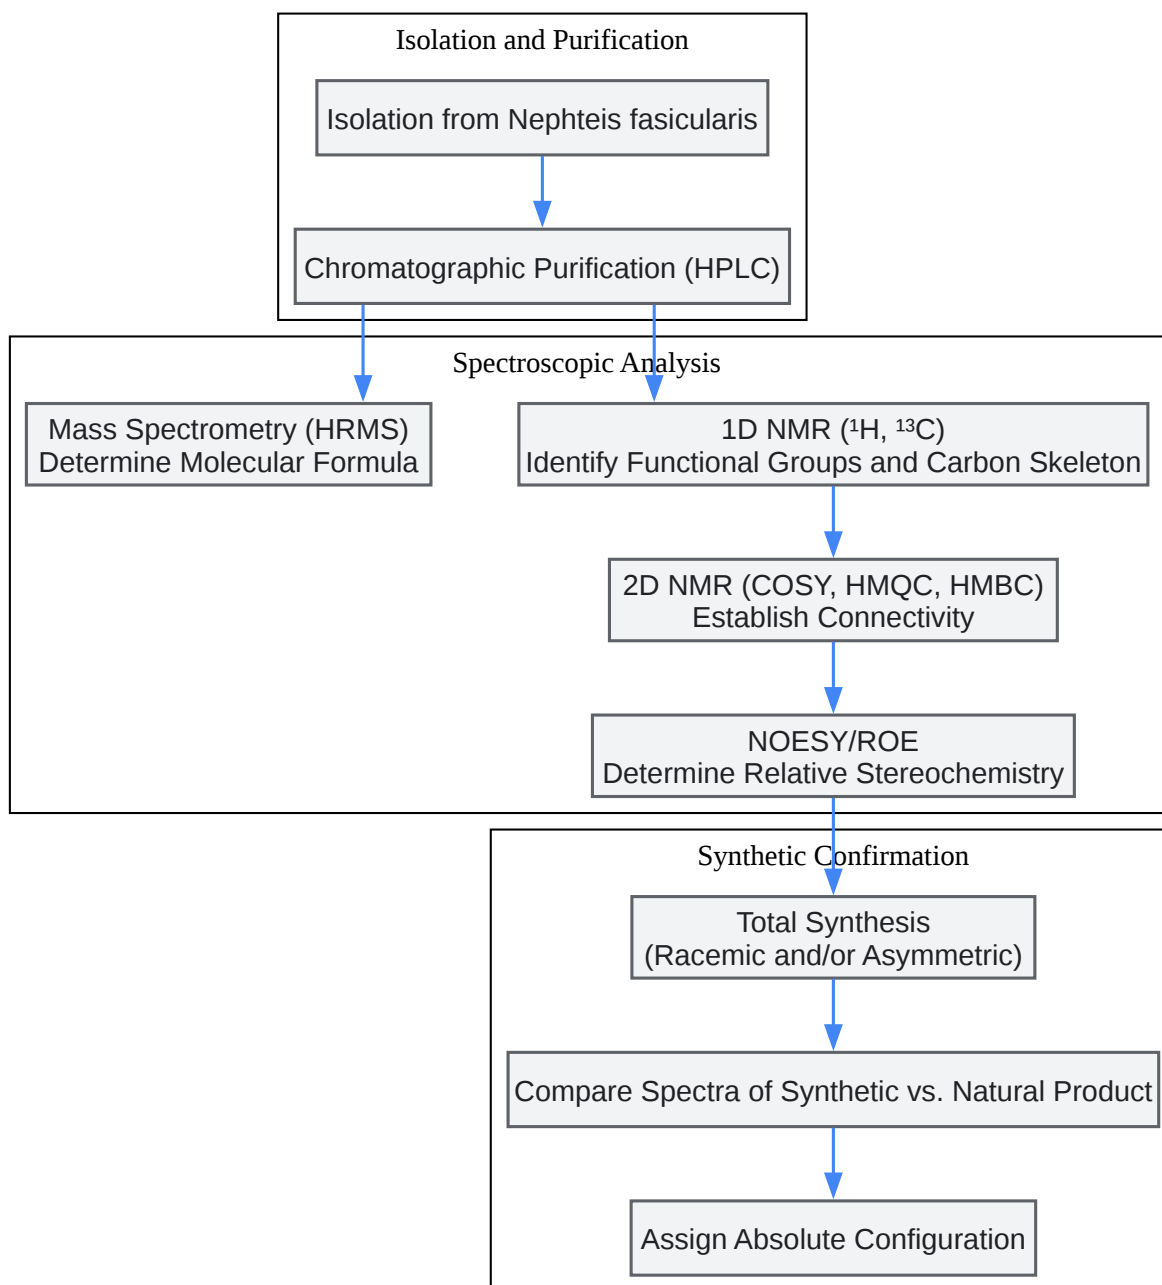 Isolation and Purification
Isolation from Nephteis fasicularis
Chromatographic Purification (HPLC)
Spectroscopic Analysis
Mass Spectrometry (HRMS)
Determine Molecular Formula
1D NMR (¹H, ¹³C)
Identify Functional Groups and Carbon Skeleton
2D NMR (COSY, HMQC, HMBC)
Establish Connectivity
NOESY/ROE
Determine Relative Stereochemistry
Synthetic Confirmation
Total Synthesis
(Racemic and/or Asymmetric)
Compare Spectra of Synthetic vs. Natural Product
Assign Absolute Configuration